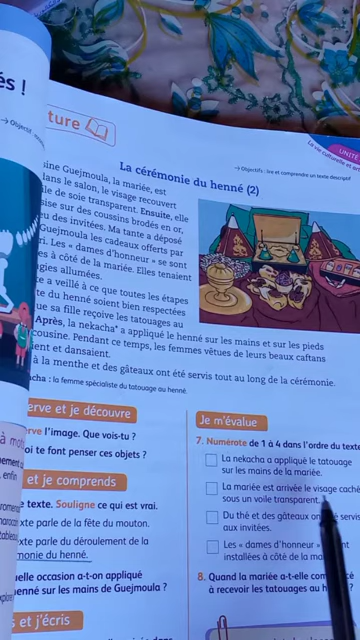 és !
→ Objectif
ture
UNITÉ
La vie culturelle et
→ Objectifs : lire et comprendre un texte descriptif
La cérémonie du henné (2)
sine Guejmoula, la mariée, est
dans le salon, le visage recouvert
ile de soie transparent. Ensuite, elle
sise sur des coussins brodés en or,
eu des invitées. Ma tante a déposé
Guejmoula les cadeaux offerts par
ri. Les « dames d'honneur » se sont
es à côté de la mariée. Elles tenaient
gies allumées.
te a veillé à ce que toutes les étapes
te du henné soient bien respectées
ue sa fille reçoive les tatouages au
Après, la nekacha* a appliqué le henné sur les mains et sur les pieds
cousine. Pendant ce temps, les femmes vêtues de leurs beaux caftans
ient et dansaient.
à la menthe et des gâteaux ont été servis tout au long de la cérémonie.
acha : la femme spécialiste du tatouage au henné.
erve et je découvre
rve l'image. Que vois-tu ?
oi te font penser ces objets ?
et je comprends
e texte. Souligne ce qui est vrai.
xte parle de la fête du mouton.
xte parle du déroulement de la
monie du henné.
elle occasion a-t-on appliqué
enné sur les mains de Guejmoula ?
s et j'écris
Je m'évalue
7. Numérote de 1 à 4 dans l'ordre du texte
La nekacha a appliqué le tatouage
sur les mains de la mariée.
La mariée est arrivée le visage caché
sous un voile transparent.
Du thé et des gâteaux on servis
aux invitées.
Les « dames d'honneur »
installées à côté de la ma
8. Quand la mariée a-t-elle com
à recevoir les tatouages au h ?
à mo
enfin